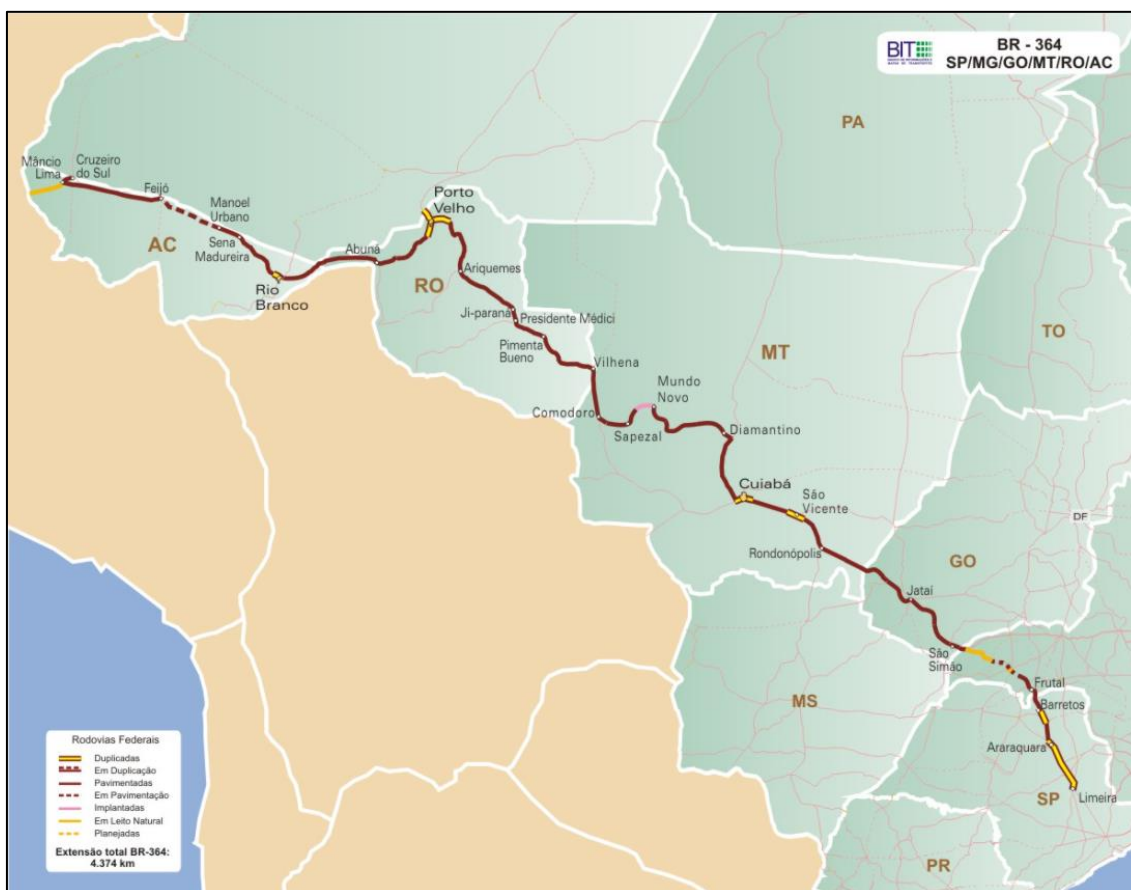 BIT
BR - 364
SP/MG/GO/MT/RO/AC
PA
Mâncio
Lima
Cruzeiro
do Sul
Feijó
Manoel
Urbano
Sena
Madureira
AC
Rio
Branco
Abunã
Porto
Velho
RO
Ariquemes
Ji-paraná
Presidente Médici
Pimenta
Bueno
Vilhena
Comodoro
Sapezal
Mundo
Novo
MT
TO
Diamantino
Cuiabá
São
Vicente
Rondonópolis
DF
GO
Jataí
São
Simão
MS
Frutal
Barretos
Araraquara
SP
Limeira
PR
Rodovias Federais
Duplicadas
Em Duplicação
Pavimentadas
Em Pavimentação
Implantadas
Em Leito Natural
Planejadas
Extensão total BR-364:
4.374 km